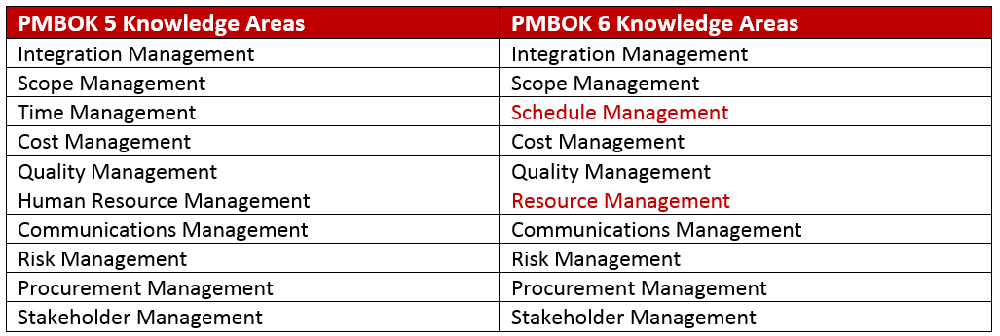 PMBOK 5 Knowledge Areas PMBOK 6 Knowledge Areas
Integration Management Integration Management
Scope Management Scope Management
Time Management Schedule Management
Cost Management Cost Management
Quality Management Quality Management
Human Resource Management Resource Management
Communications Management Communications Management
Risk Management Risk Management
Procurement Management Procurement Management
Stakeholder Management Stakeholder Management